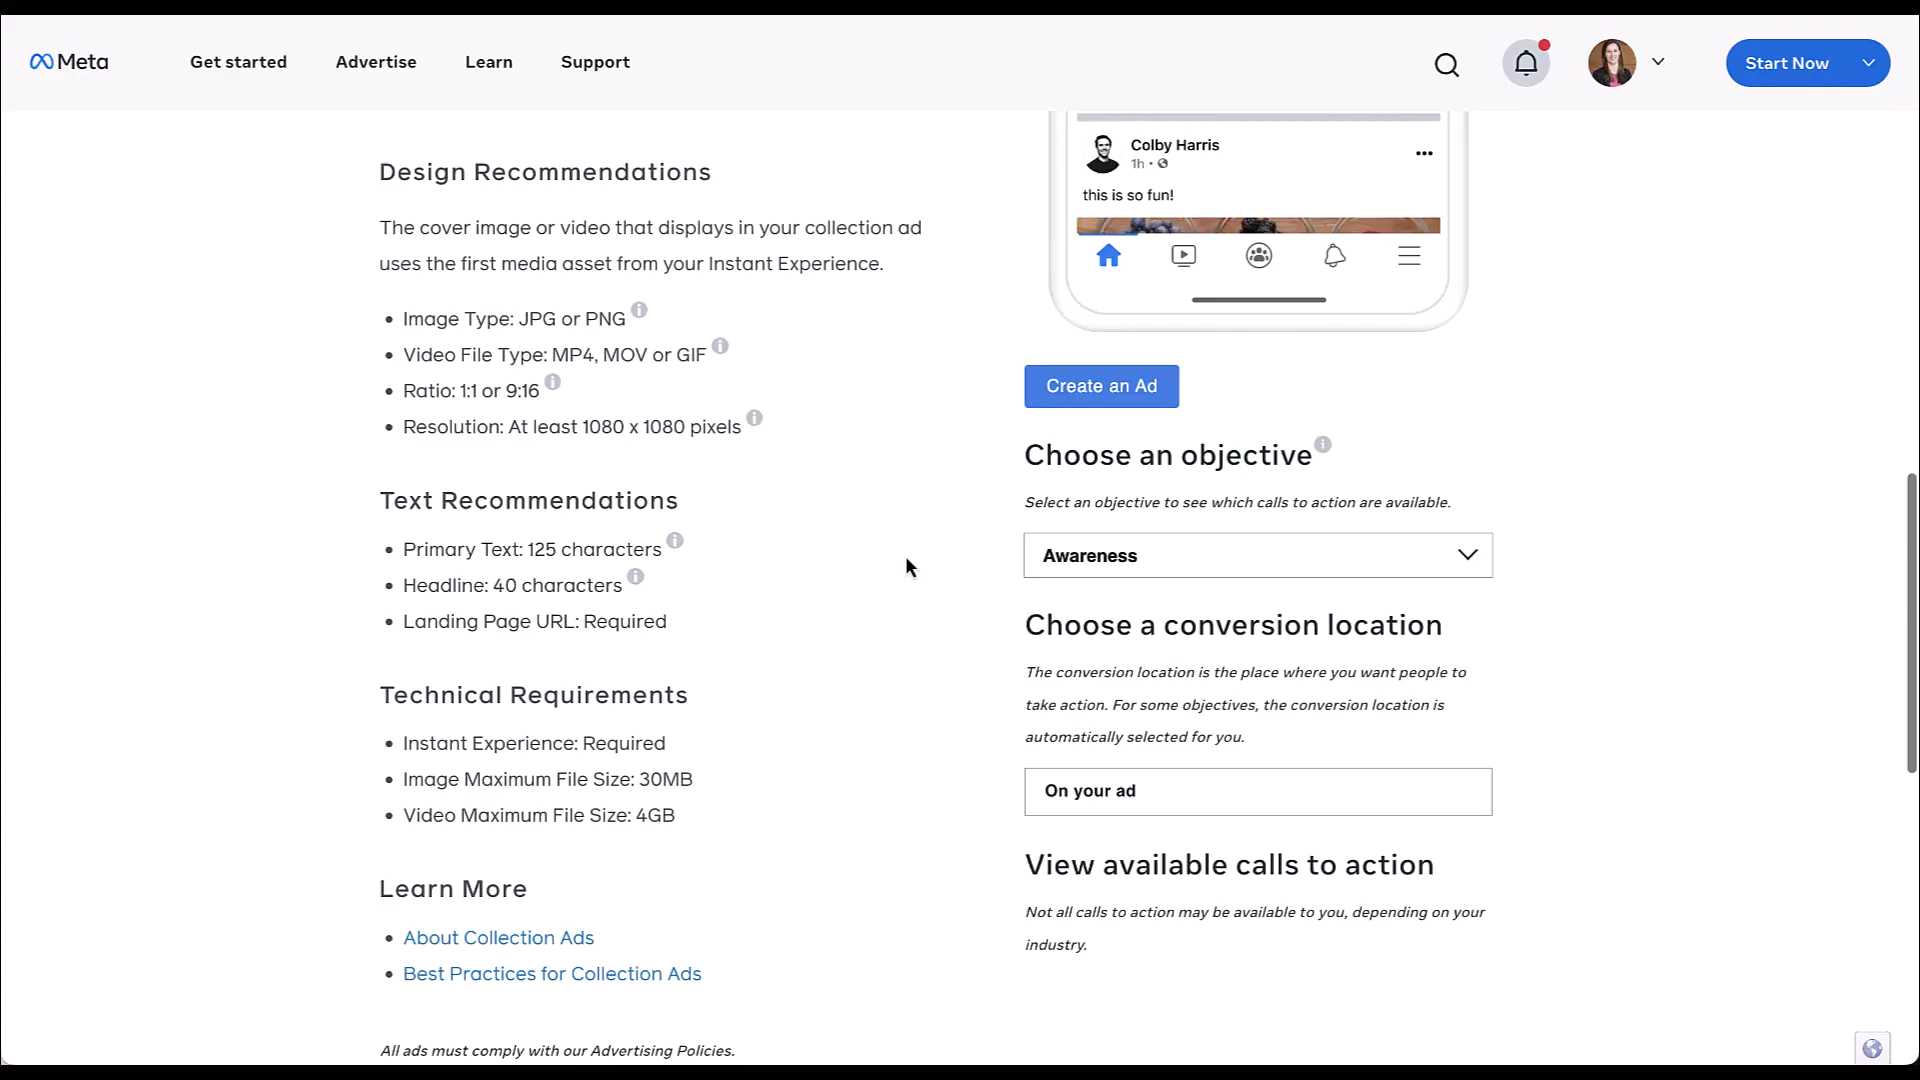 Meta
Get started
Advertise
Learn
Support
Start Now
Design Recommendations
The cover image or video that displays in your collection ad
uses the first media asset from your Instant Experience.
• Image Type: JPG or PNG
• Video File Type: MP4, MOV or GIF
• Ratio: 1:1 or 9:16
• Resolution: At least 1080 x 1080 pixels
Text Recommendations
• Primary Text: 125 characters
• Headline: 40 characters
• Landing Page URL: Required
Technical Requirements
• Instant Experience: Required
• Image Maximum File Size: 30MB
• Video Maximum File Size: 4GB
Learn More
• About Collection Ads
• Best Practices for Collection Ads
All ads must comply with our Advertising Policies.
Colby Harris
1h •
this is so fun!
Create an Ad
Choose an objective
Select an objective to see which calls to action are available.
Awareness
Choose a conversion location
The conversion location is the place where you want people to
take action. For some objectives, the conversion location is
automatically selected for you.
On your ad
View available calls to action
Not all calls to action may be available to you, depending on your
industry.